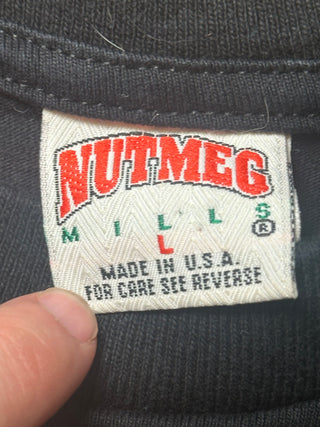 NUTMEG
M I L L S
®
L
MADE IN U.S.A.
FOR CARE SEE REVERSE